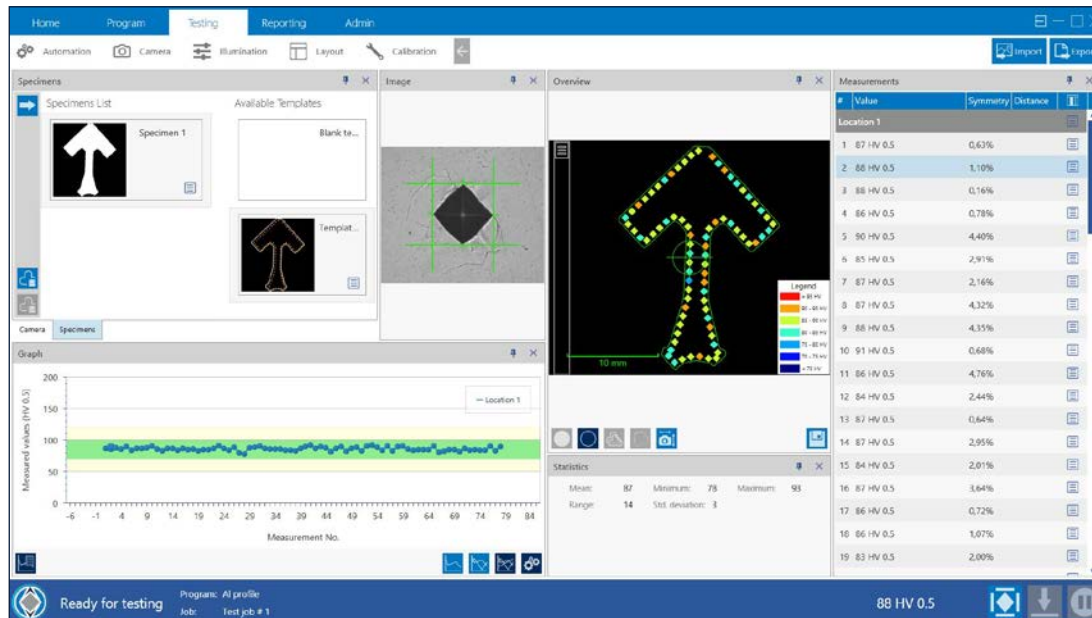 Home Program Testing Reporting Admin
Automation Camera Illumination Layout Calibration Import Export
Specimens
Specimens List Available Templates
Specimen 1
Blank te...
Templat...
Camera Specimens
Image
Overview
10 mm
Legend
Measurements
# Value Symmetry Distance
Location 1
1 87 HV 0.5 0,63%
2 88 HV 0.5 1,10%
3 88 HV 0.5 0,16%
4 86 HV 0.5 0,78%
5 90 HV 0.5 4,40%
6 85 HV 0.5 2,91%
7 87 HV 0.5 2,16%
8 87 HV 0.5 4,32%
9 88 HV 0.5 4,35%
10 91 HV 0.5 0,68%
11 86 HV 0.5 4,76%
12 84 HV 0.5 2,44%
13 87 HV 0.5 0,64%
14 87 HV 0.5 2,95%
15 84 HV 0.5 2,01%
16 87 HV 0.5 3,64%
17 86 HV 0.5 0,72%
18 86 HV 0.5 1,07%
19 83 HV 0.5 2,00%
Graph
Measured values (HV 0.5)
200
150
100
50
0
-6 -1 4 9 14 19 24 29 34 39 44 49 54 59 64 69 74 79 84
Measurement No.
Location 1
Statistics
Mean: 87 Minimum: 78 Maximum: 93
Range: 14 Std. deviation: 3
Ready for testing
Program: Al profile
Job: Test job # 1
88 HV 0.5